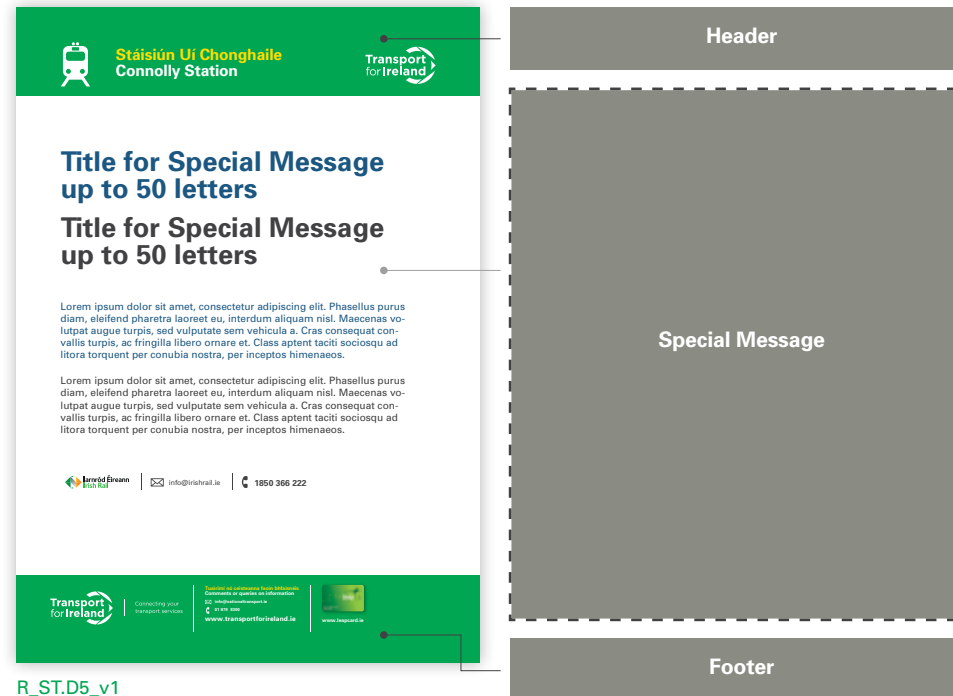 Stáisiún Uí Chonghaile
Connolly Station
Transport
for Ireland
Header
Title for Special Message
up to 50 letters
Title for Special Message
up to 50 letters
Lorem ipsum dolor sit amet, consectetur adipiscing elit. Phasellus purus
diam, eleifend pharetra laoreet eu, interdum aliquam nisl. Maecenas vo-
lutpat augue turpis, sed vulputate sem vehicula a. Cras consequat con-
vallis turpis, ac fringilla libero ornare et. Class aptent taciti sociosqu ad
litora torquent per conubia nostra, per inceptos himenaeos.
Lorem ipsum dolor sit amet, consectetur adipiscing elit. Phasellus purus
diam, eleifend pharetra laoreet eu, interdum aliquam nisl. Maecenas vo-
lutpat augue turpis, sed vulputate sem vehicula a. Cras consequat con-
vallis turpis, ac fringilla libero ornare et. Class aptent taciti sociosqu ad
litora torquent per conubia nostra, per inceptos himenaeos.
Special Message
Iarnród Éireann
Irish Rail
info@irishrail.ie
1850 366 222
Transport
for Ireland
Connecting your
transport services
Comments or queries on information
info@nationaltransport.ie
www.transportforireland.ie
leap
www.leapcard.ie
Footer
R_ST.D5_v1